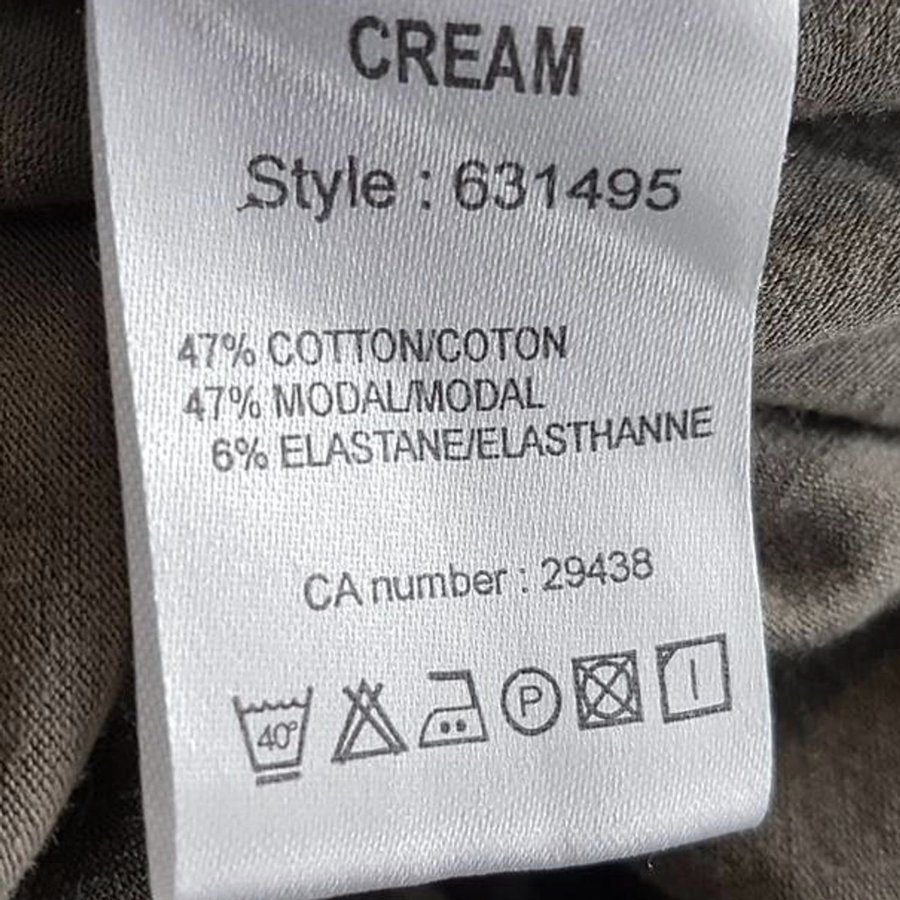 CREAM
Style : 631495
47% COTTON/COTON
47% MODAL/MODAL
6% ELASTANE/ELASTHANNE
CA number : 29438
40° P